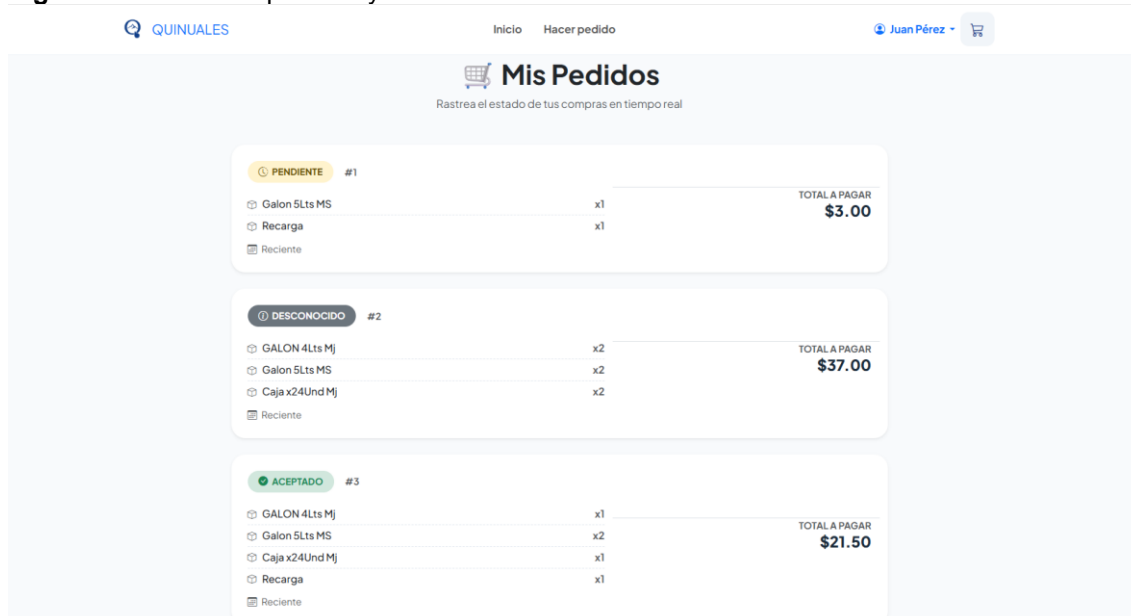 QUINUALES Inicio Hacer pedido Juan Pérez
Mis Pedidos
Rastrea el estado de tus compras en tiempo real
PENDIENTE #1
Galon 5Lts MS x1
Recarga x1
Reciente
TOTAL A PAGAR
$3.00
DESCONOCIDO #2
GALON 4Lts Mj x2
Galon 5Lts MS x2
Caja x24Und Mj x2
Reciente
TOTAL A PAGAR
$37.00
ACEPTADO #3
GALON 4Lts Mj x1
Galon 5Lts MS x2
Caja x24Und Mj x1
Recarga x1
Reciente
TOTAL A PAGAR
$21.50